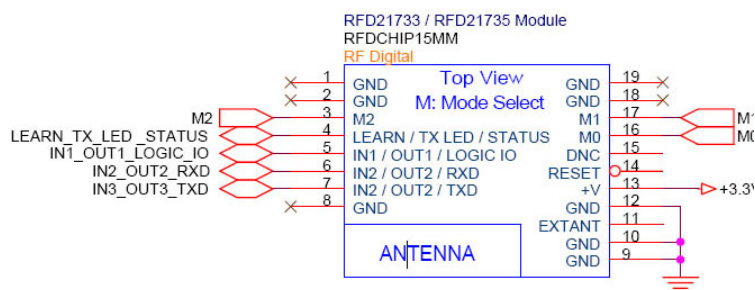 RFD21733 / RFD21735 Module
RFDCHIP15MM
RF Digital
Top View
M: Mode Select
1 GND GND 19
2 GND GND 18
M2 3 M2 M1 17 M1
LEARN_TX_LED _STATUS 4 LEARN / TX LED / STATUS M0 16 M0
IN1_OUT1_LOGIC_IO 5 IN1 / OUT1 / LOGIC IO DNC 15
IN2_OUT2_RXD 6 IN2 / OUT2 / RXD RESET 14
IN3_OUT3_TXD 7 IN2 / OUT2 / TXD +V 13 +3.3V
8 GND GND 12
EXTANT 11
GND 10
GND 9
ANTENNA